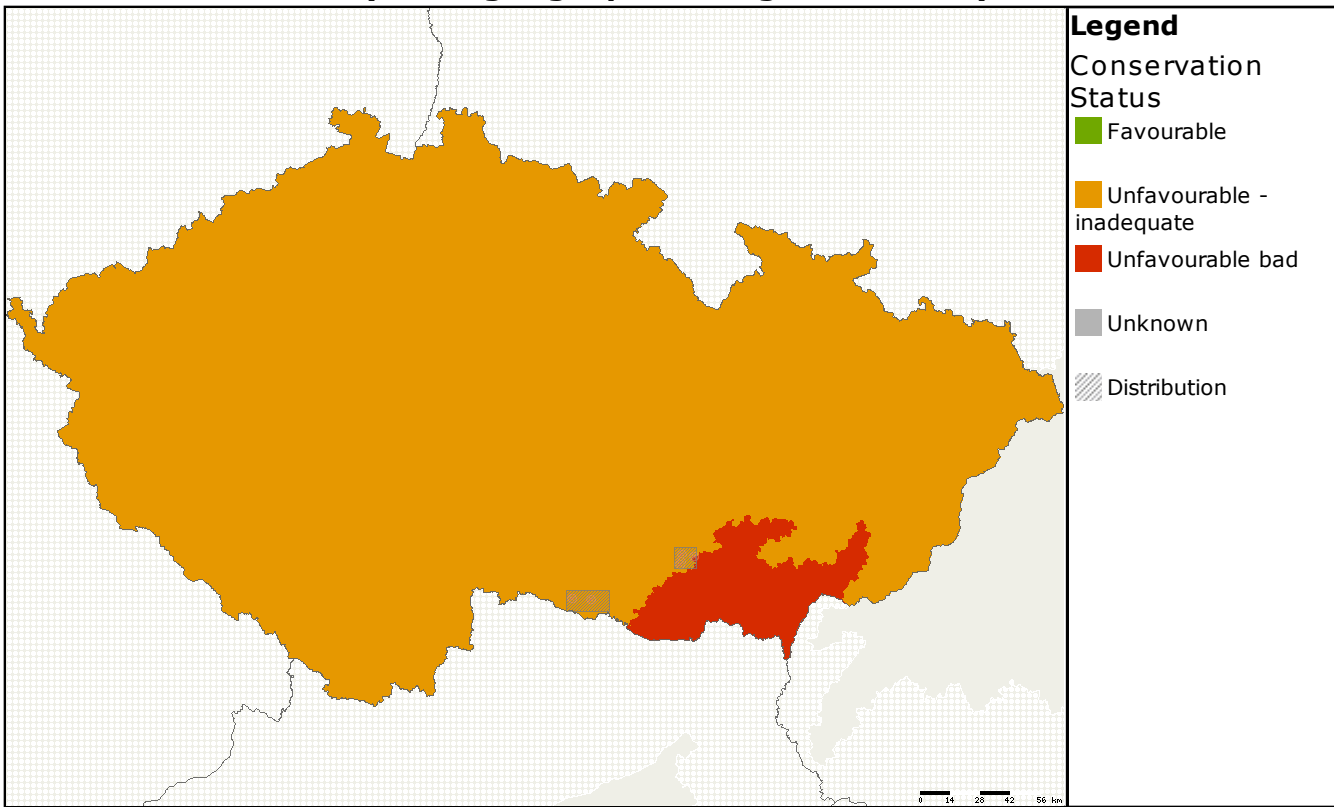 Legend
Conservation
Status
Favourable
Unfavourable -
inadequate
Unfavourable bad
Unknown
Distribution
0 14 28 42 56 km